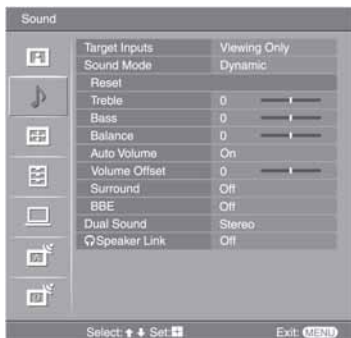 Sound
Target Inputs Viewing Only
Sound Mode Dynamic
Reset
Treble 0
Bass 0
Balance 0
Auto Volume On
Volume Offset 0
Surround Off
BBE Off
Dual Sound Stereo
Speaker Link Off
Select: Set: Exit: MENU